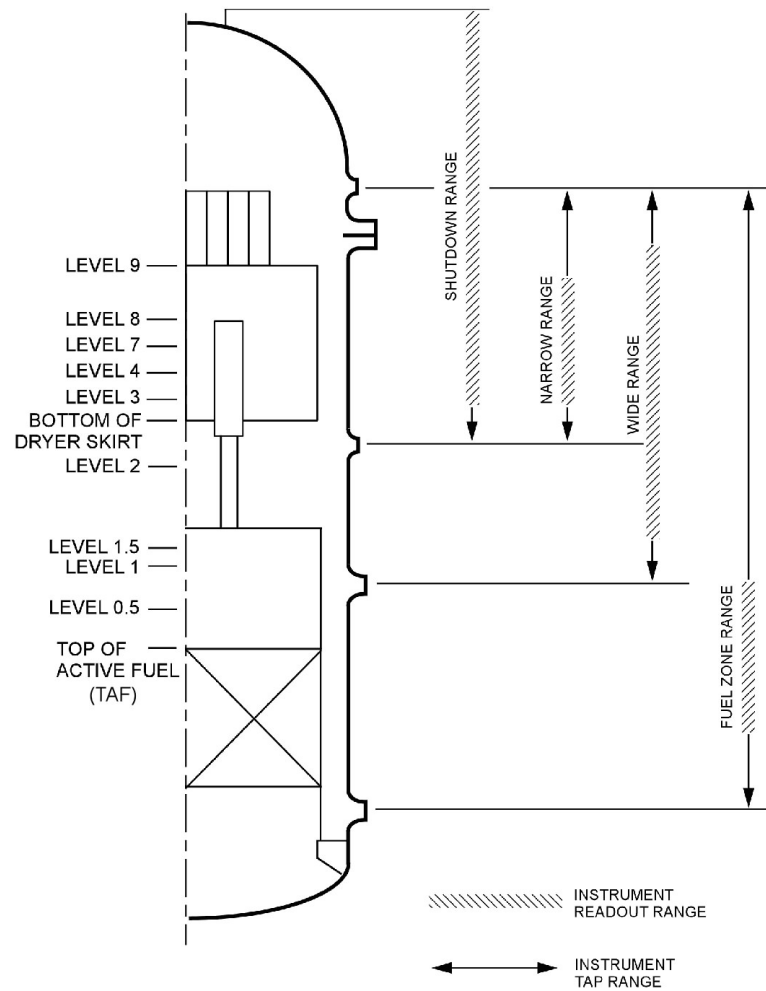 LEVEL 9
LEVEL 8
LEVEL 7
LEVEL 4
LEVEL 3
BOTTOM OF
DRYER SKIRT
LEVEL 2
LEVEL 1.5
LEVEL 1
LEVEL 0.5
TOP OF
ACTIVE FUEL
(TAF)
SHUTDOWN RANGE
NARROW RANGE
WIDE RANGE
FUEL ZONE RANGE
INSTRUMENT
READOUT RANGE
INSTRUMENT
TAP RANGE